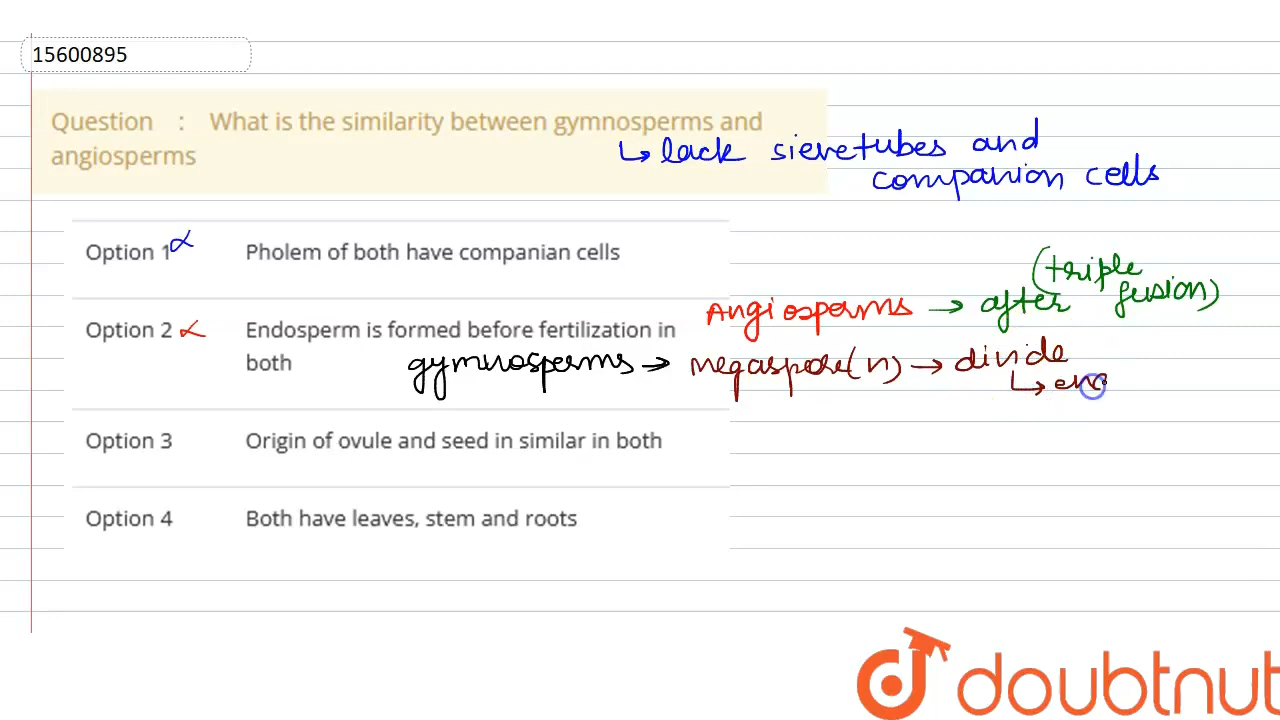 15600895
Question : What is the similarity between gymnosperms and
angiosperms
↳ lack sievetubes and
companion cells
Option 1 Pholem of both have companian cells
(triple
fusion)
Angiosperms → after
Option 2 Endosperm is formed before fertilization in
both
gymnosperms → megaspore(n) → divide
↳ en
Option 3 Origin of ovule and seed in similar in both
Option 4 Both have leaves, stem and roots
doubtnut